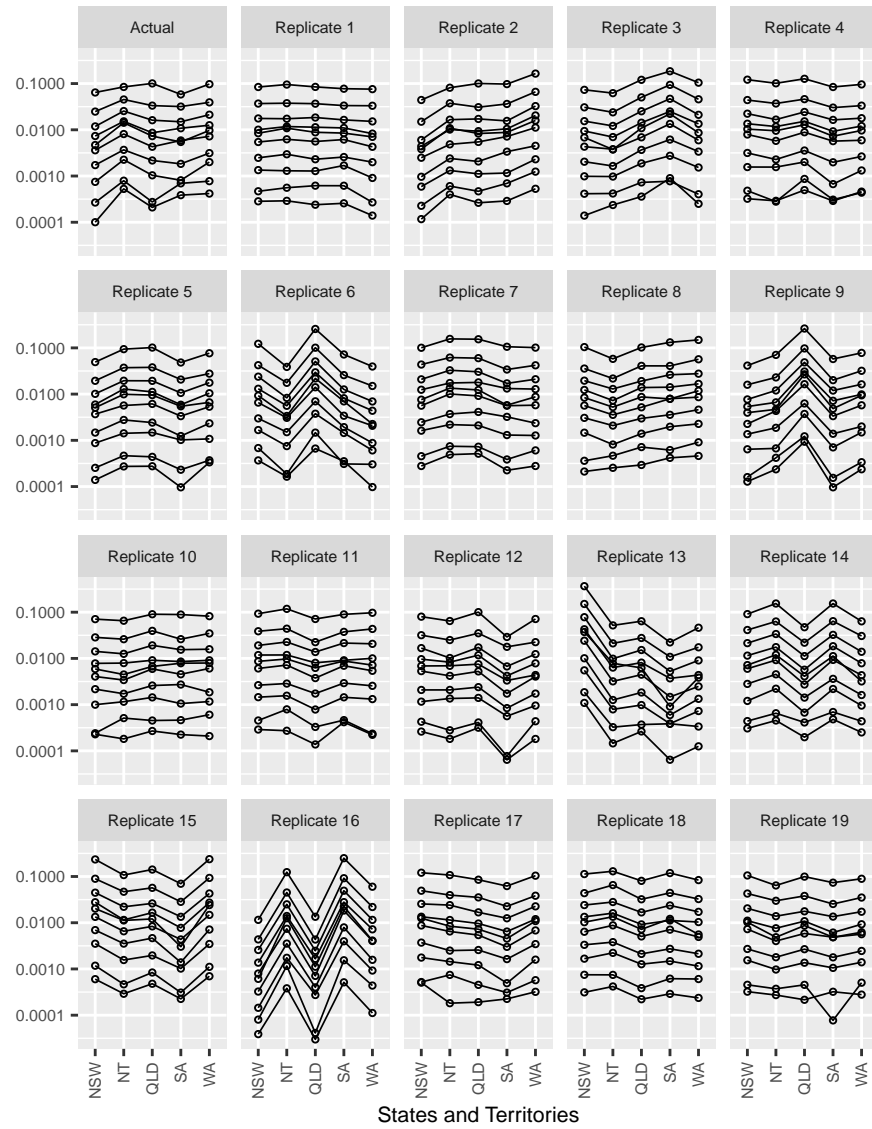 Actual Replicate 1 Replicate 2 Replicate 3 Replicate 4
0.1000
0.0100
0.0010
0.0001
Replicate 5 Replicate 6 Replicate 7 Replicate 8 Replicate 9
0.1000
0.0100
0.0010
0.0001
Replicate 10 Replicate 11 Replicate 12 Replicate 13 Replicate 14
0.1000
0.0100
0.0010
0.0001
Replicate 15 Replicate 16 Replicate 17 Replicate 18 Replicate 19
0.1000
0.0100
0.0010
0.0001
NSW NT QLD SA WA NSW NT QLD SA WA NSW NT QLD SA WA NSW NT QLD SA WA NSW NT QLD SA WA
States and Territories